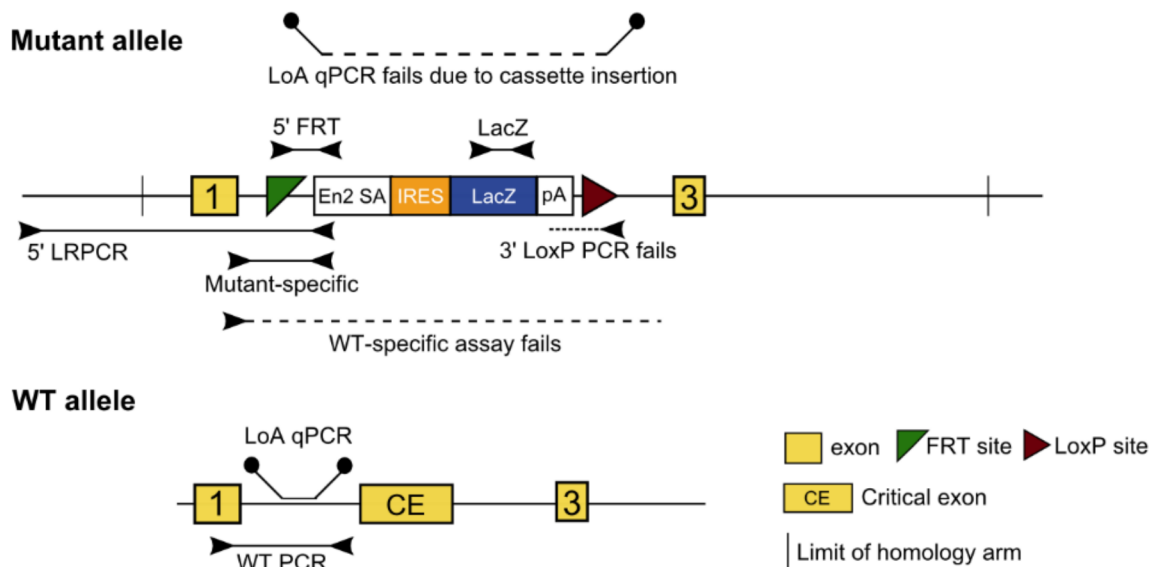 Mutant allele
LoA qPCR fails due to cassette insertion
5' FRT
LacZ
1
En2 SA
IRES
LacZ
pA
3
5' LRPCR
3' LoxP PCR fails
Mutant-specific
WT-specific assay fails
WT allele
LoA qPCR
1
CE
3
WT PCR
exon
FRT site
LoxP site
CE
Critical exon
Limit of homology arm